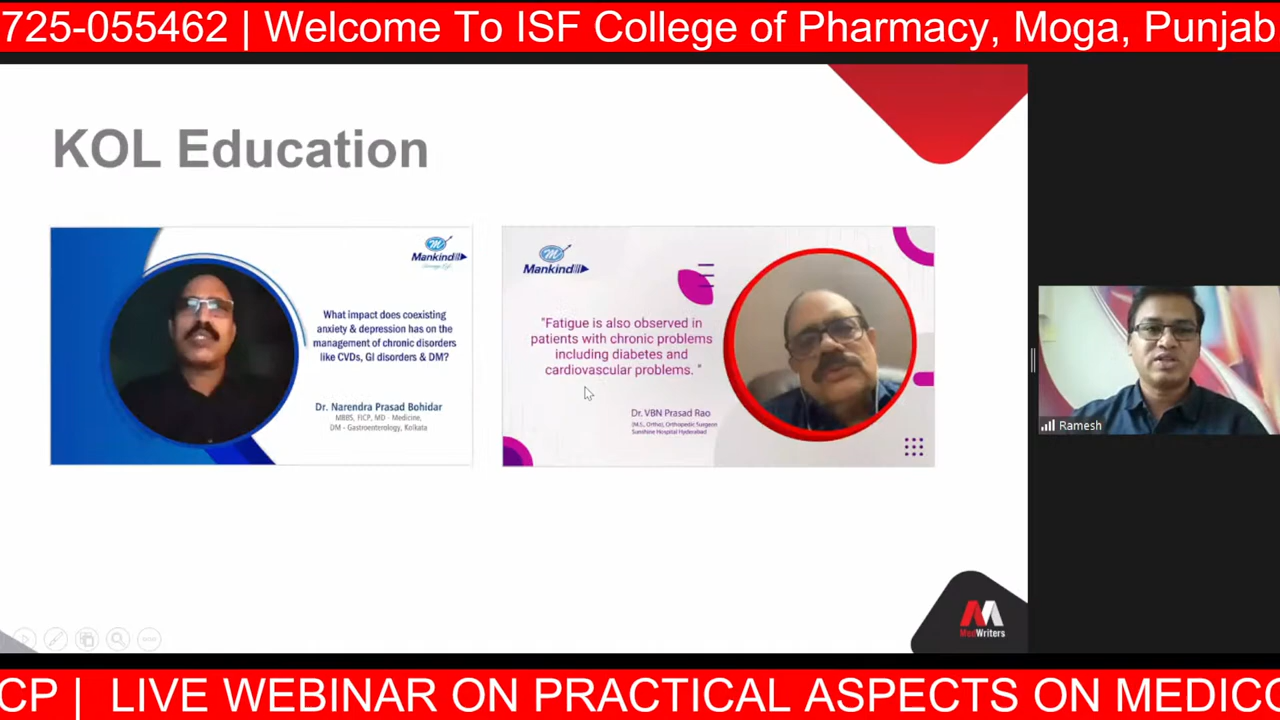 725-055462 | Welcome To ISF College of Pharmacy, Moga, Punjab
KOL Education
Mankind
What impact does coexisting
anxiety & depression has on the
management of chronic disorders
like CVDs, GI disorders & DM?
Dr. Narendra Prasad Bohidar
MBBS, FICP, MD - Medicine,
DM - Gastroenterology, Kolkata
Mankind
"Fatigue is also observed in
patients with chronic problems
including diabetes and
cardiovascular problems. "
Dr. VBN Prasad Rao
(M.S., Ortho), Orthopedic Surgeon
SunShine Hospital Hyderabad
Ramesh
MedWriters
CP | LIVE WEBINAR ON PRACTICAL ASPECTS ON MEDICO